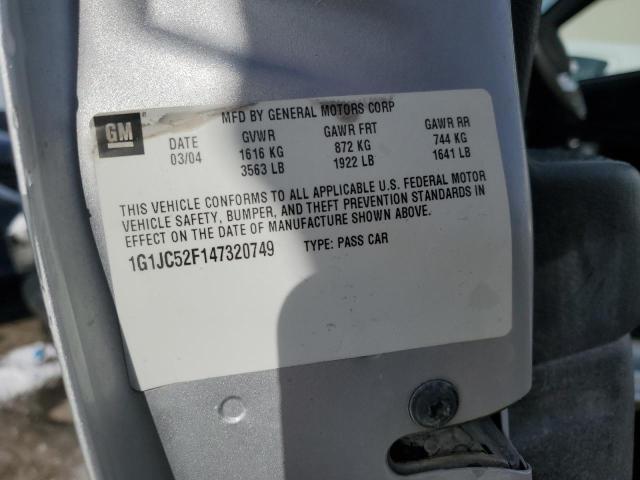 GM
MFD BY GENERAL MOTORS CORP
DATE GVWR GAWR FRT GAWR RR
03/04 1616 KG 872 KG 744 KG
3563 LB 1922 LB 1641 LB
THIS VEHICLE CONFORMS TO ALL APPLICABLE U.S. FEDERAL MOTOR
VEHICLE SAFETY, BUMPER, AND THEFT PREVENTION STANDARDS IN
EFFECT ON THE DATE OF MANUFACTURE SHOWN ABOVE.
1G1JC52F147320749 TYPE: PASS CAR